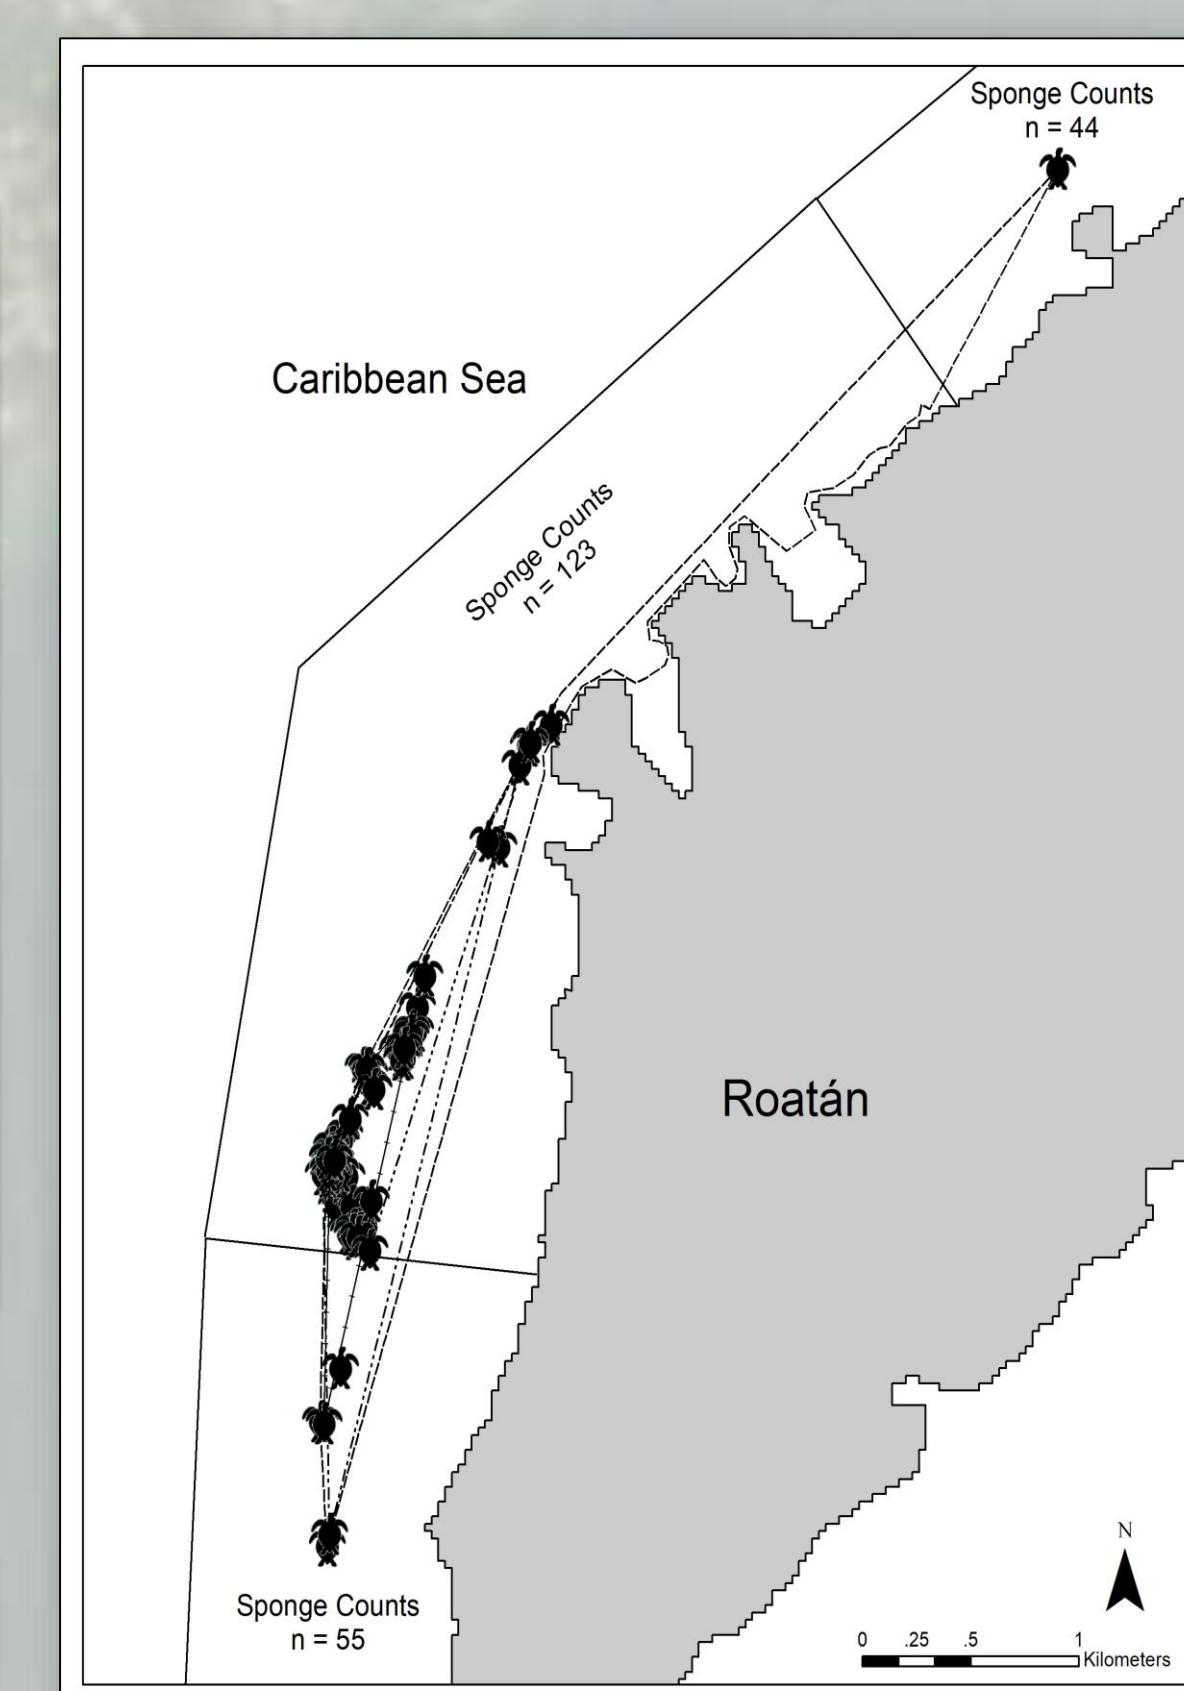 Sponge Counts
n = 44
Caribbean Sea
Sponge Counts
n = 123
Roatán
Sponge Counts
n = 55
N
0 .25 .5 1
Kilometers